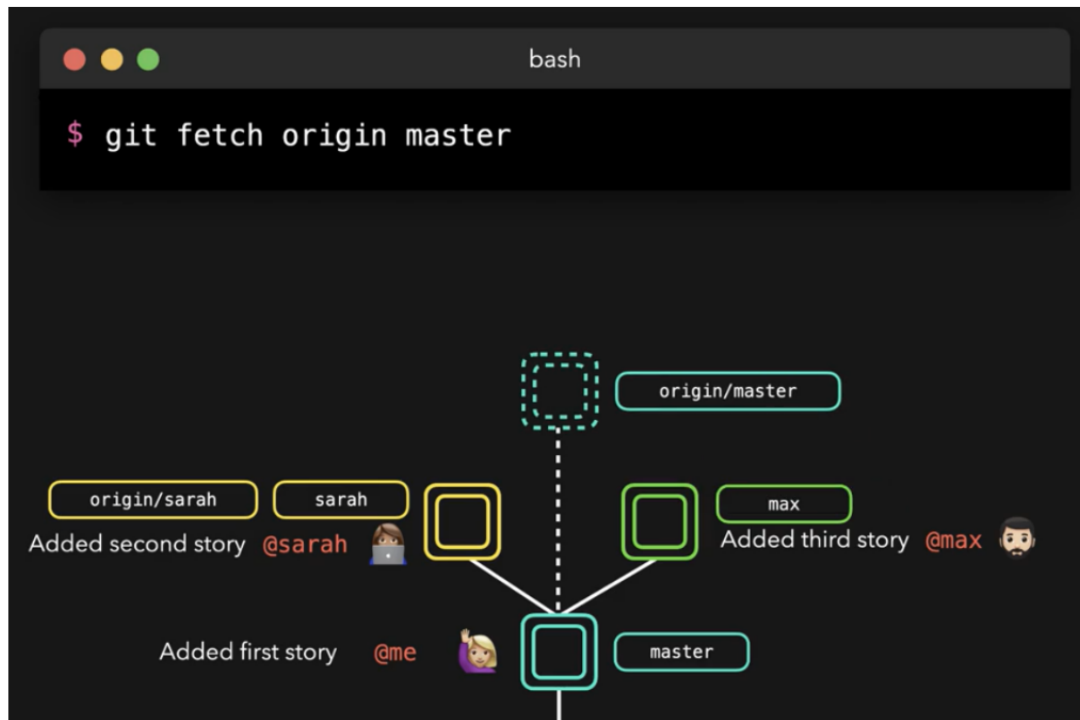 bash
$ git fetch origin master
origin/master
origin/sarah
sarah
max
Added second story @sarah
Added third story @max
Added first story @me
master